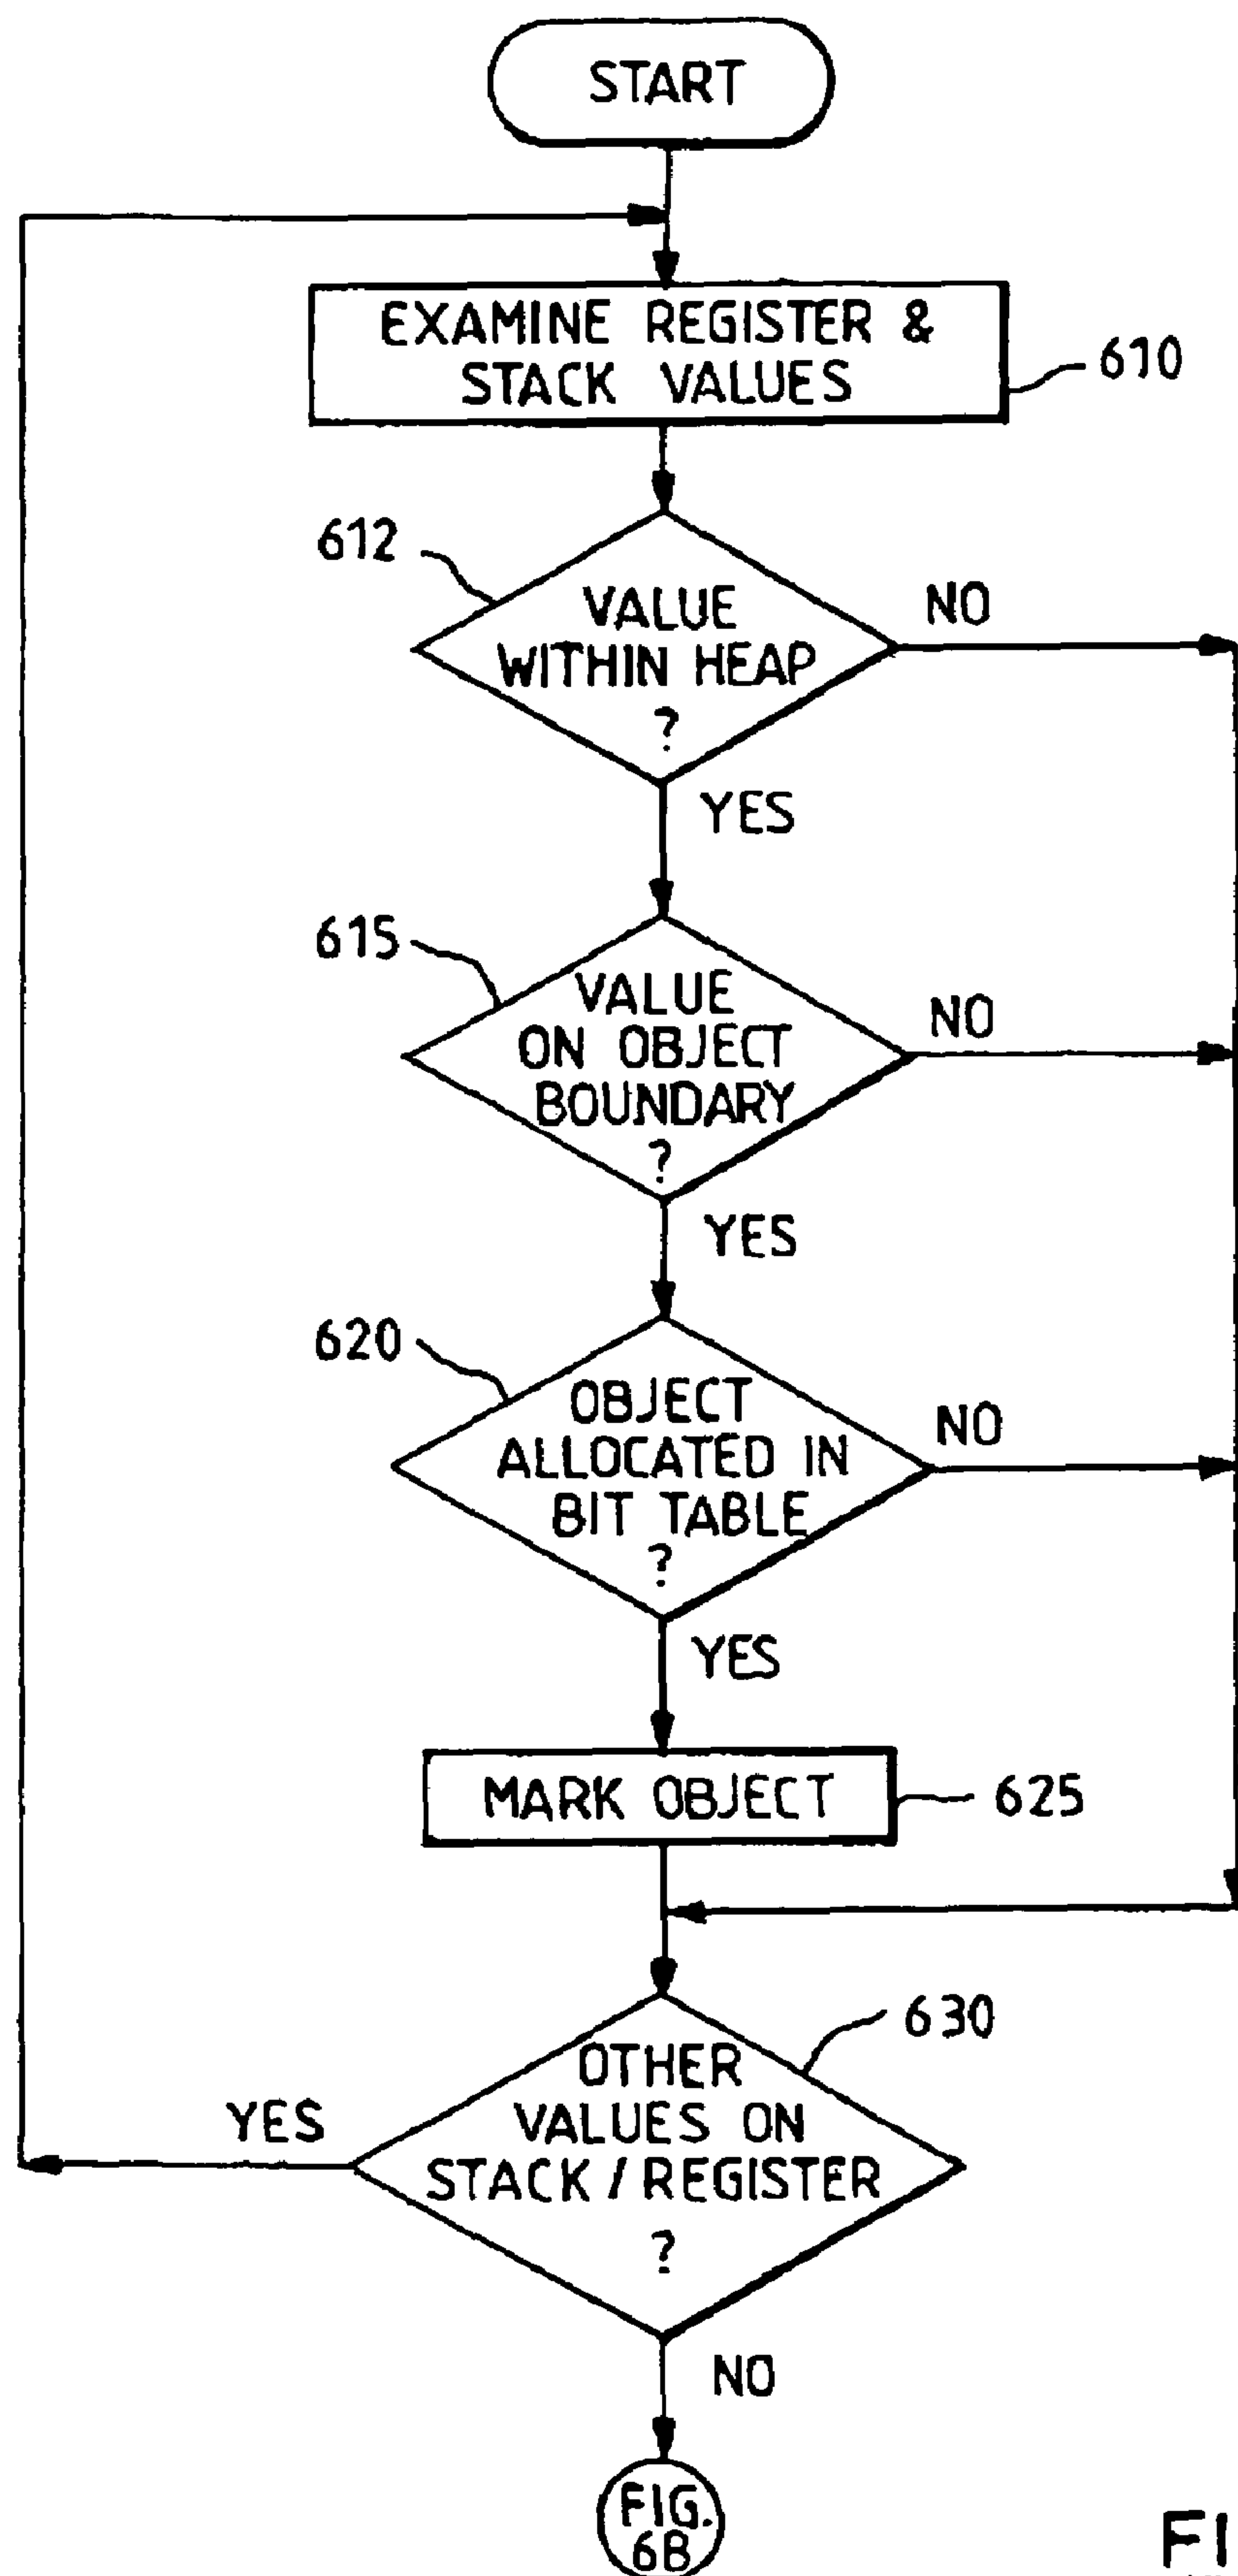 START
EXAMINE REGISTER &
STACK VALUES
610
612
VALUE
WITHIN HEAP
?
NO
YES
615
VALUE
ON OBJECT
BOUNDARY
?
NO
YES
620
OBJECT
ALLOCATED IN
BIT TABLE
?
NO
YES
MARK OBJECT
625
630
OTHER
VALUES ON
STACK / REGISTER
?
YES
NO
FIG.
6B
FI